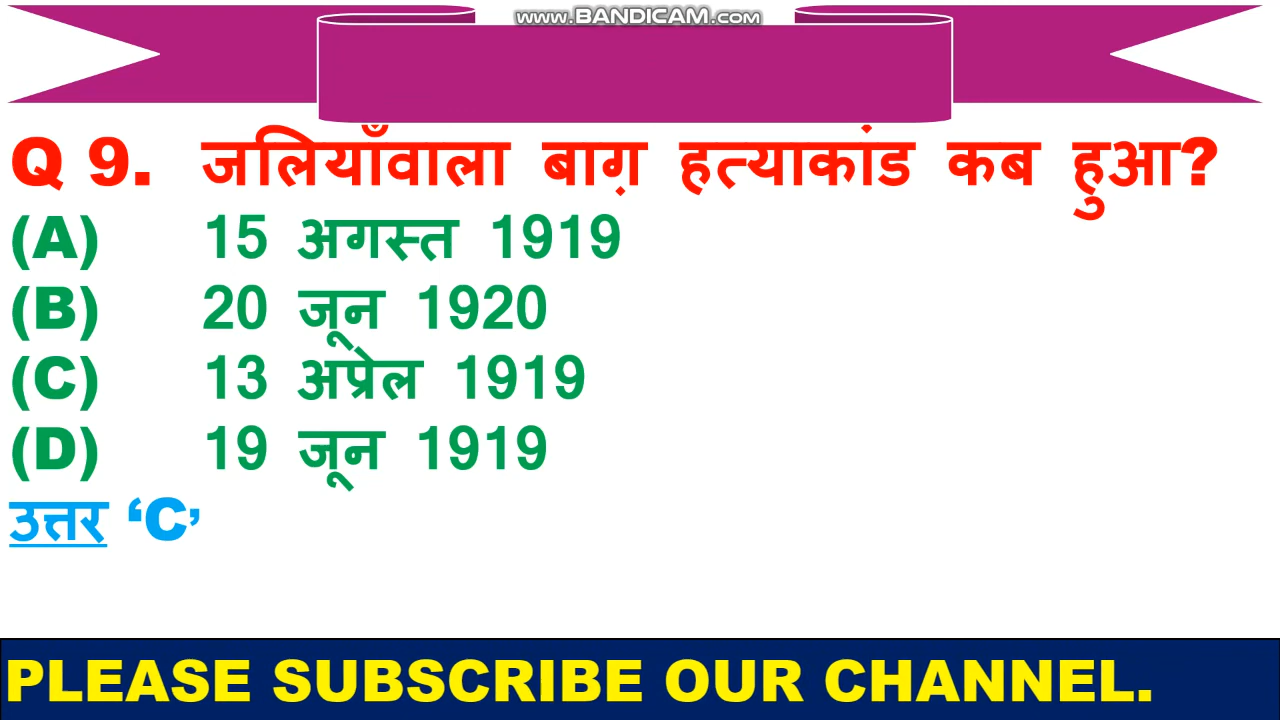 www.BANDICAM.com
Q 9. जलियाँवाला बाग़ हत्याकांड कब हुआ?
(A) 15 अगस्त 1919
(B) 20 जून 1920
(C) 13 अप्रेल 1919
(D) 19 जून 1919
उत्तर ‘C’
PLEASE SUBSCRIBE OUR CHANNEL.